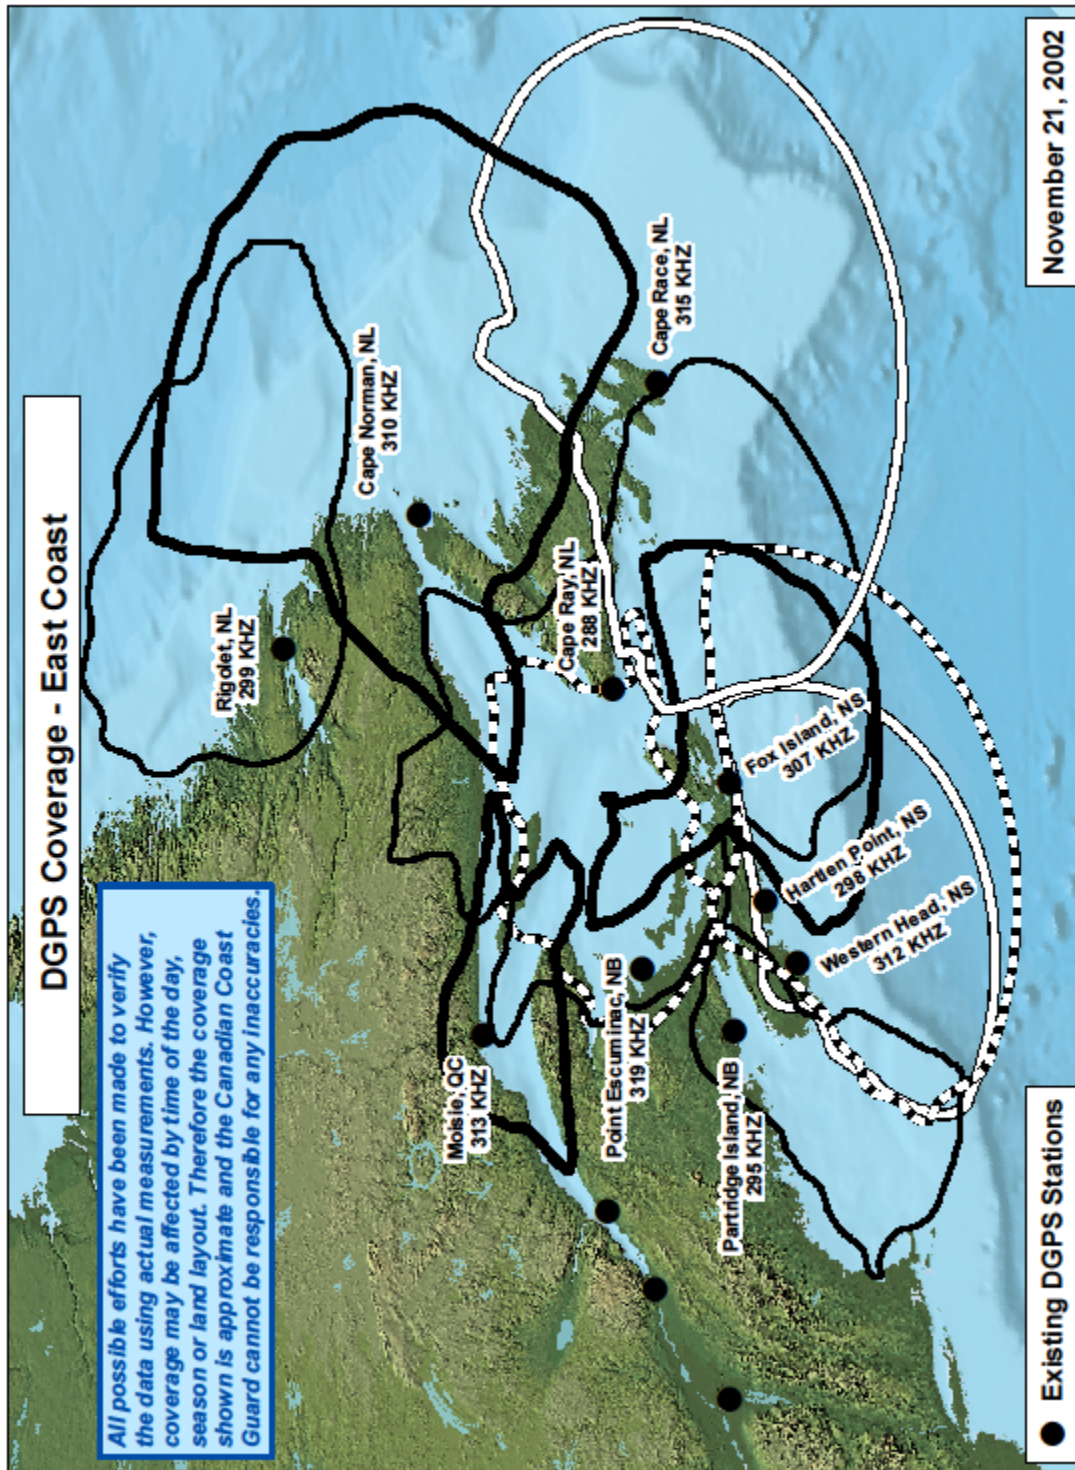 DGPS Coverage - East Coast
All possible efforts have been made to verify
the data using actual measurements. However,
coverage may be affected by time of the day,
season or land layout. Therefore the coverage
shown is approximate and the Canadian Coast
Guard cannot be responsible for any inaccuracies.
Rigolet, NL
299 KHZ
Cape Norman, NL
310 KHZ
Moisie, QC
313 KHZ
Cape Ray, NL
288 KHZ
Cape Race, NL
315 KHZ
Point Escuminac, NB
319 KHZ
Partridge Island, NB
295 KHZ
Fox Island, NS
307 KHZ
Hartlen Point, NS
298 KHZ
Western Head, NS
312 KHZ
Existing DGPS Stations
November 21, 2002